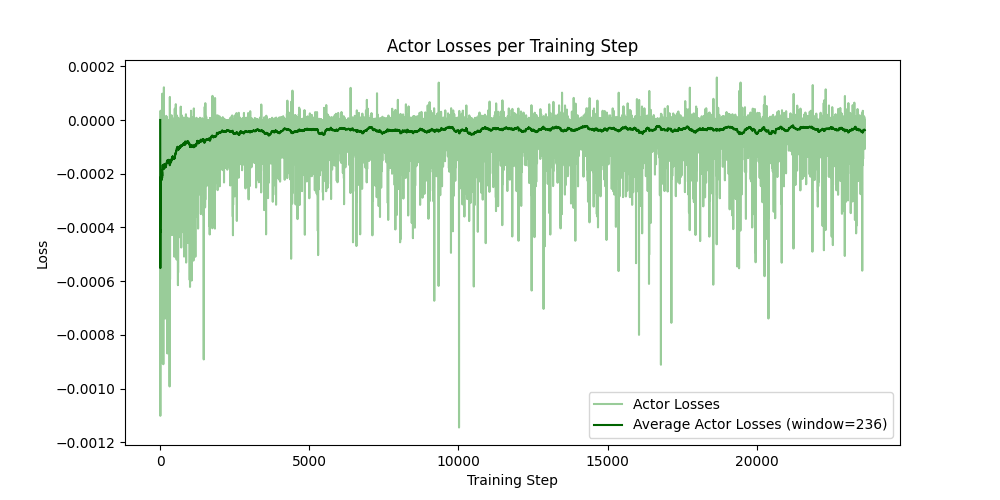 Actor Losses per Training Step
0.0002
0.0000
−0.0002
−0.0004
−0.0006
−0.0008
−0.0010
−0.0012
Loss
0
5000
10000
15000
20000
Training Step
Actor Losses
Average Actor Losses (window=236)